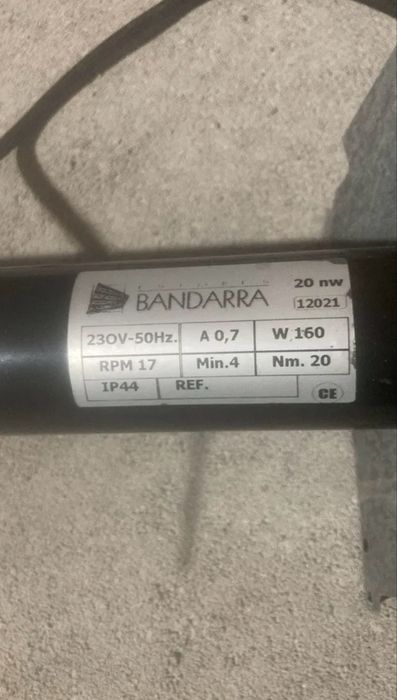 BANDARRA
20 nw
12021
230V-50Hz. A 0,7 W 160
RPM 17 Min.4 Nm. 20
IP44 REF.
CE